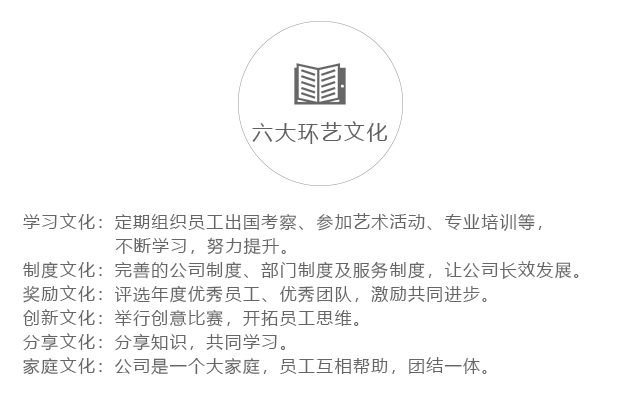 六大环艺文化
学习文化：定期组织员工出国考察、参加艺术活动、专业培训等，
不断学习，努力提升。
制度文化：完善的公司制度、部门制度及服务制度，让公司长效发展。
奖励文化：评选年度优秀员工、优秀团队，激励共同进步。
创新文化：举行创意比赛，开拓员工思维。
分享文化：分享知识，共同学习。
家庭文化：公司是一个大家庭，员工互相帮助，团结一体。